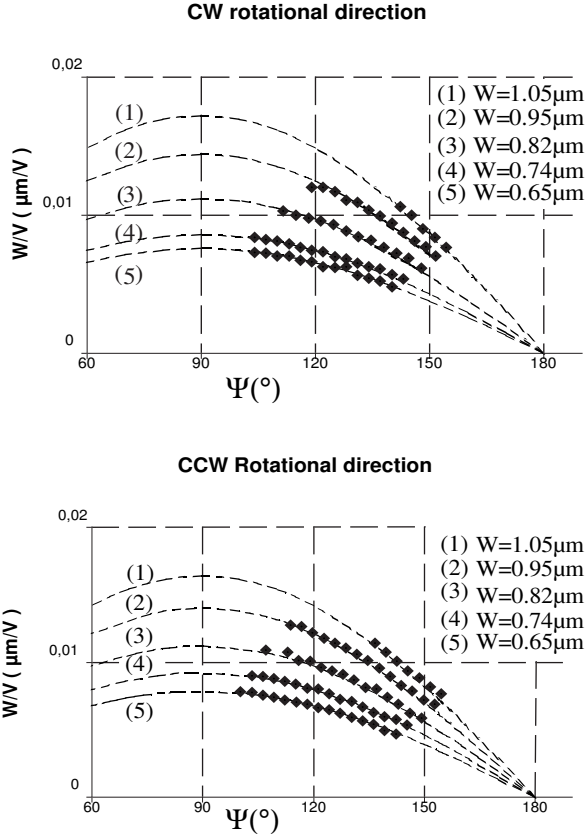 CW rotational direction
0,02
(1) W=1.05µm
(2) W=0.95µm
(3) W=0.82µm
(4) W=0.74µm
(5) W=0.65µm
(1)
(2)
(3)
(4)
(5)
0,01
W/V ( µm/V )
0
60 90 120 150 180
Ψ(°)
CCW Rotational direction
0,02
(1) W=1.05µm
(2) W=0.95µm
(3) W=0.82µm
(4) W=0.74µm
(5) W=0.65µm
(1)
(2)
(3)
(4)
(5)
0,01
W/V ( µm/V )
0
60 90 120 150 180
Ψ(°)